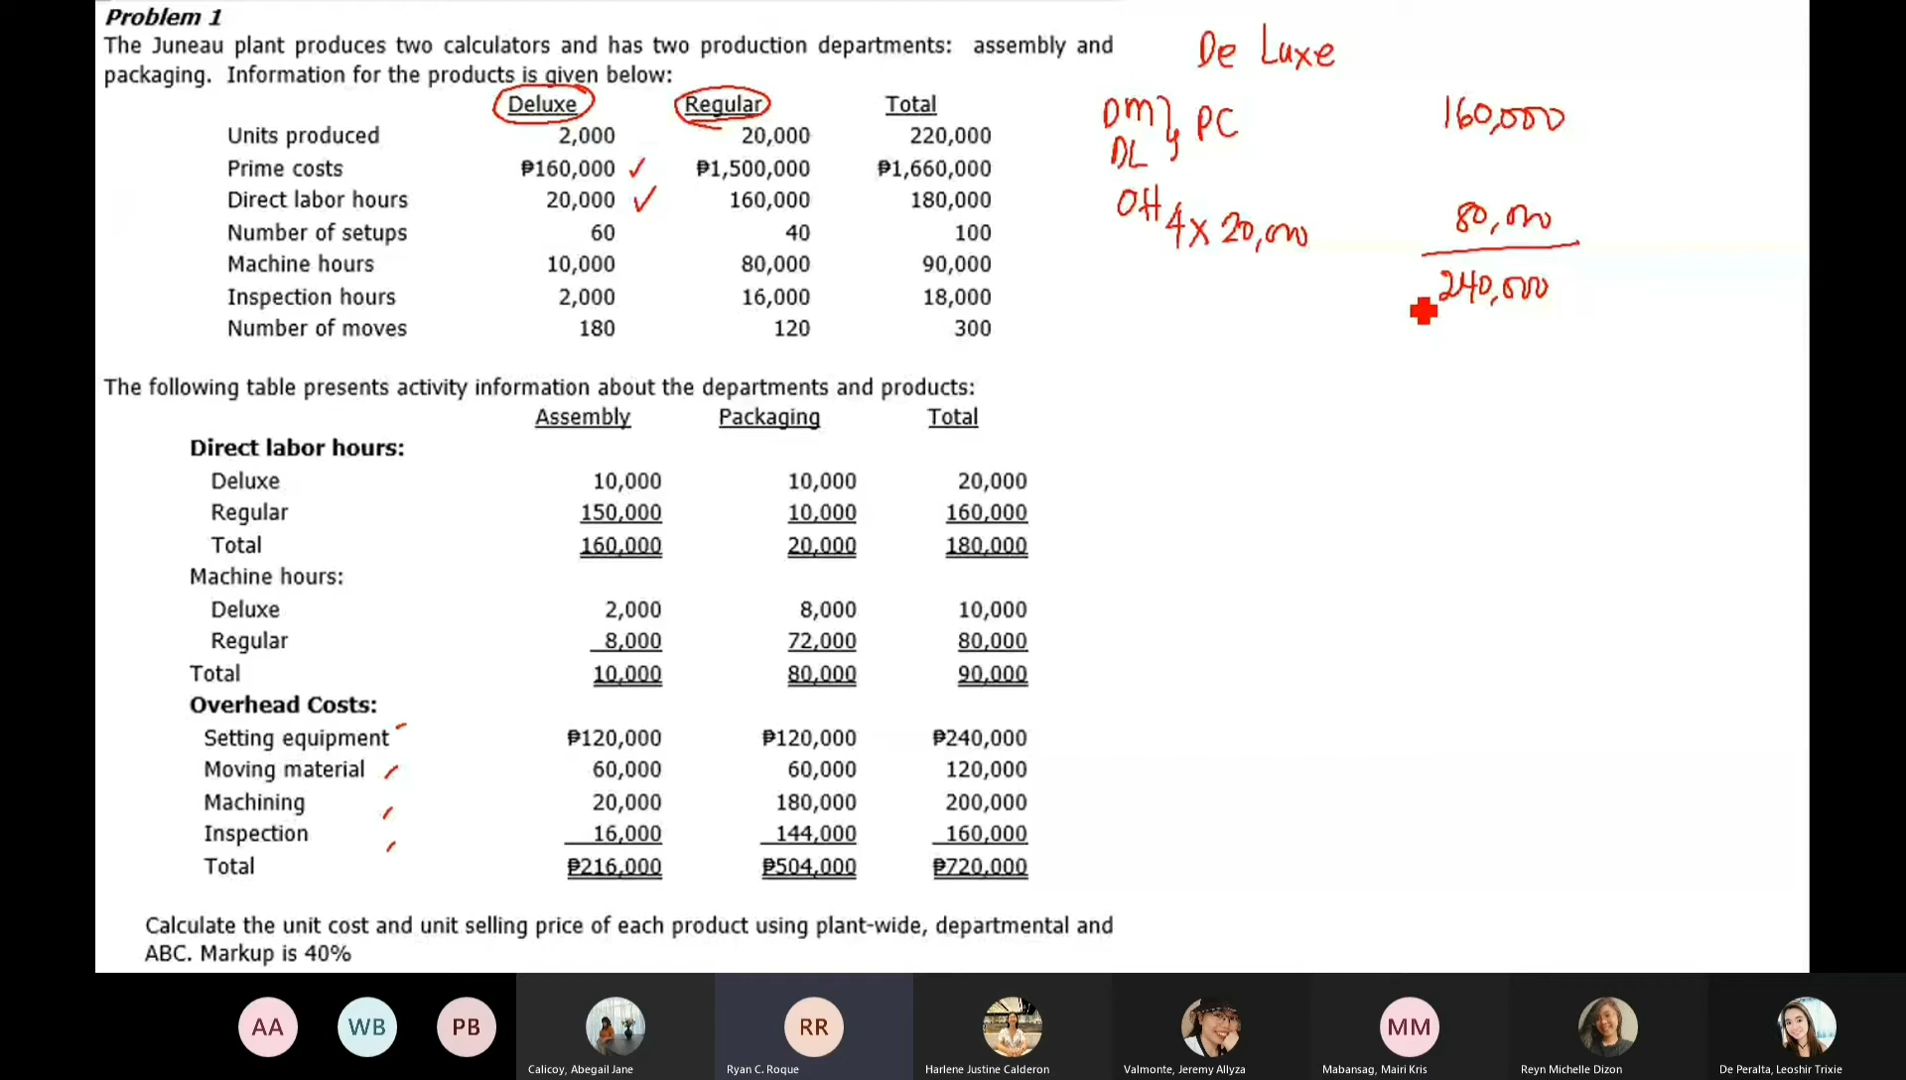 Problem 1
The Juneau plant produces two calculators and has two production departments: assembly and
packaging. Information for the products is given below:
Deluxe Regular Total
Units produced 2,000 20,000 220,000
Prime costs ₱160,000 ₱1,500,000 ₱1,660,000
Direct labor hours 20,000 160,000 180,000
Number of setups 60 40 100
Machine hours 10,000 80,000 90,000
Inspection hours 2,000 16,000 18,000
Number of moves 180 120 300
The following table presents activity information about the departments and products:
Assembly Packaging Total
Direct labor hours:
Deluxe 10,000 10,000 20,000
Regular 150,000 10,000 160,000
Total 160,000 20,000 180,000
Machine hours:
Deluxe 2,000 8,000 10,000
Regular 8,000 72,000 80,000
Total 10,000 80,000 90,000
Overhead Costs:
Setting equipment ₱120,000 ₱120,000 ₱240,000
Moving material 60,000 60,000 120,000
Machining 20,000 180,000 200,000
Inspection 16,000 144,000 160,000
Total ₱216,000 ₱504,000 ₱720,000
Calculate the unit cost and unit selling price of each product using plant-wide, departmental and
ABC. Markup is 40%
De Luxe
DM PC 160,000
DL
OH 4 x 20,000 80,000
240,000
AA WB PB RR MM
Calicoy, Abegail Jane Ryan C. Roque Harlene Justine Calderon Valmonte, Jeremy Allyza Mabansag, Mairi Kris Reyn Michelle Dizon De Peralta, Leoshir Trixie